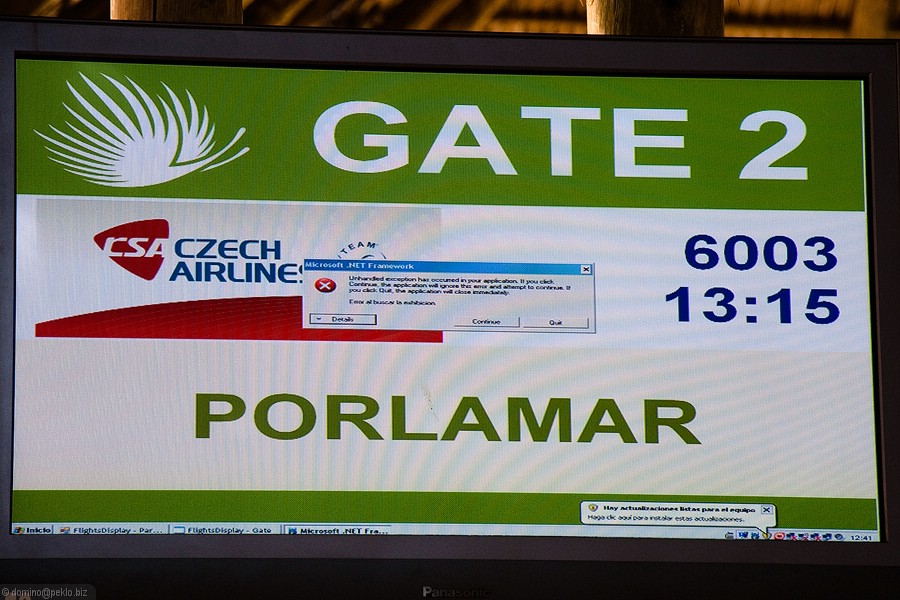 GATE 2
CSA CZECH
AIRLINES
TEAM
6003
13:15
Microsoft .NET Framework
Unhandled exception has occurred in your application. If you click
Continue, the application will ignore this error and attempt to continue. If
you click Quit, the application will close immediately.
Error al buscar la exhibicion.
Details
Continue
Quit
PORLAMAR
Hay actualizaciones listas para el equipo
Haga clic aquí para instalar estas actualizaciones.
Inicio
FlightsDisplay - Par...
FlightsDisplay - Gate
Microsoft .NET Fra...
12:41
Panasonic
© domino@peklo.biz